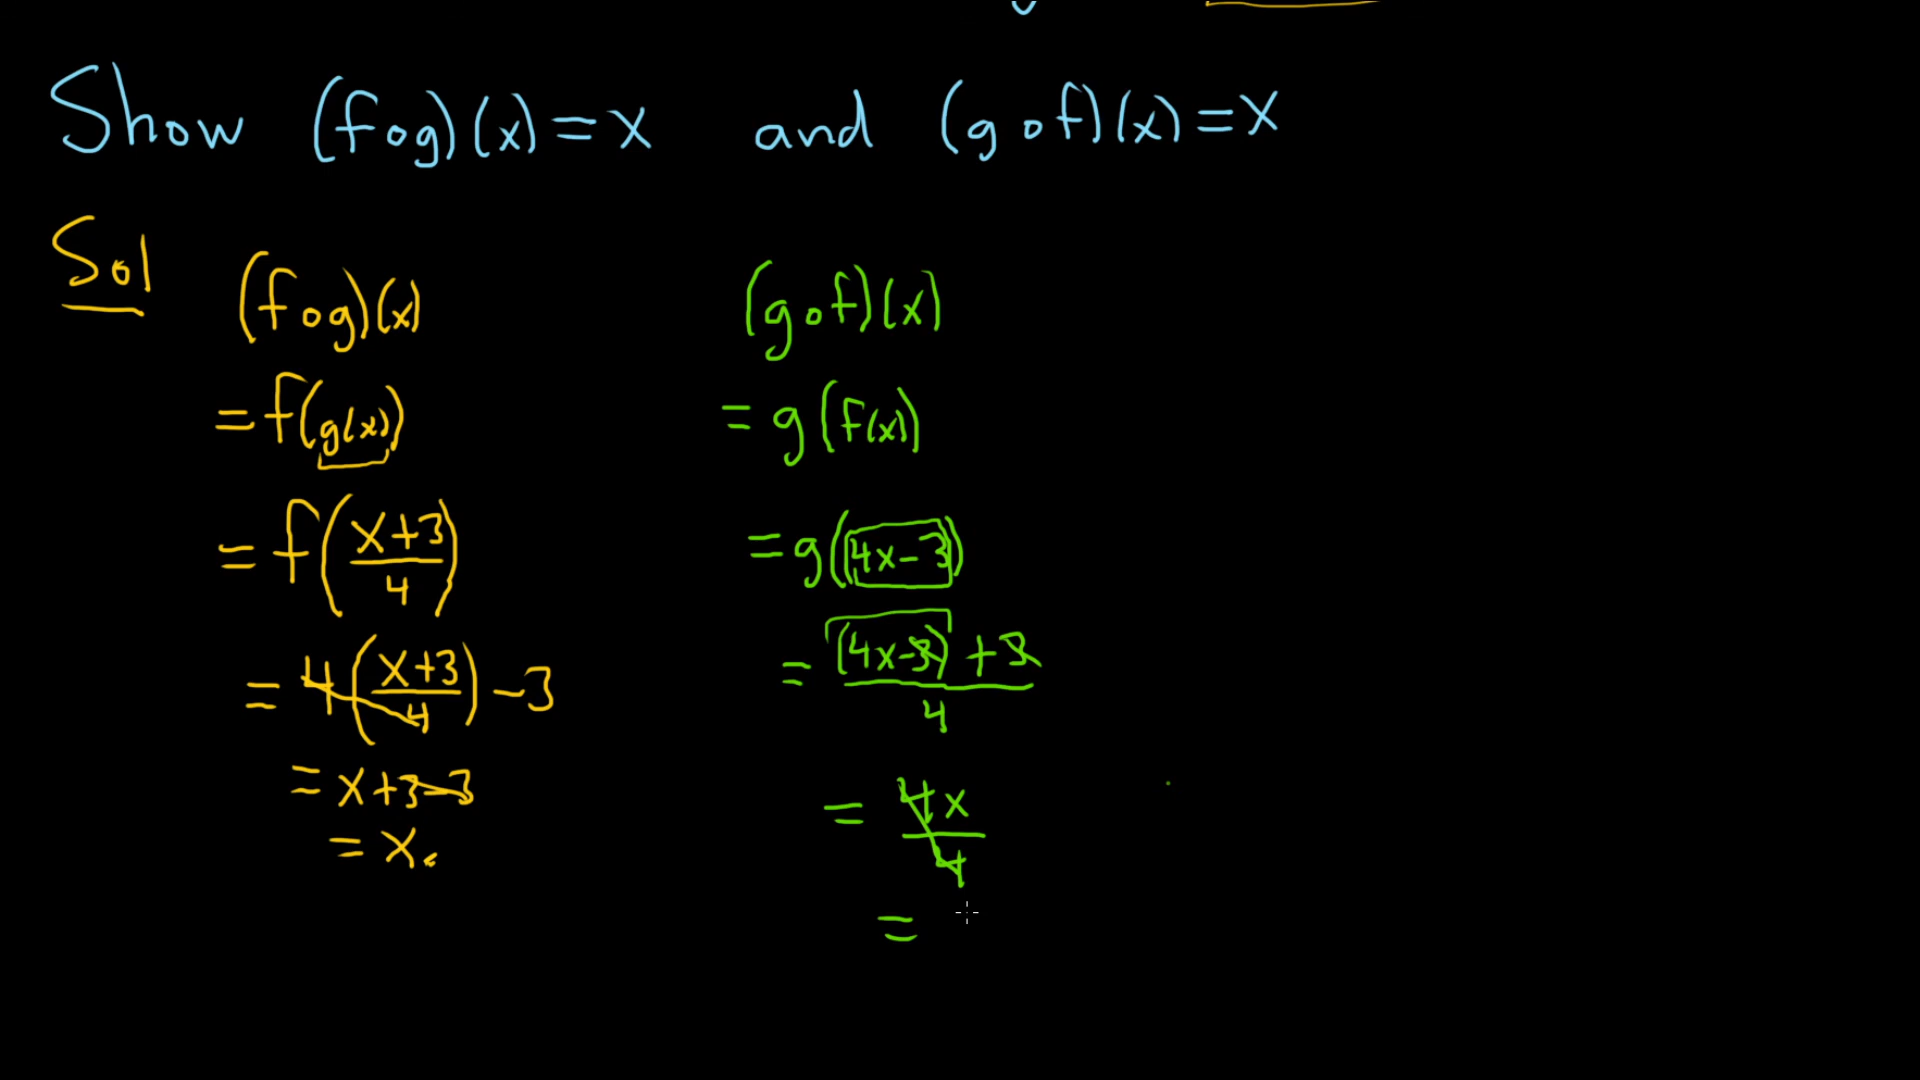 Show (f∘g)(x)=x and (g∘f)(x)=x
Sol
(f∘g)(x)
=f(g(x))
=f((x+3)/4)
=4((x+3)/4)-3
=x+3-3
=x.
(g∘f)(x)
=g(f(x))
=g((4x-3))
=((4x-3)+3)/4
=4x/4
=